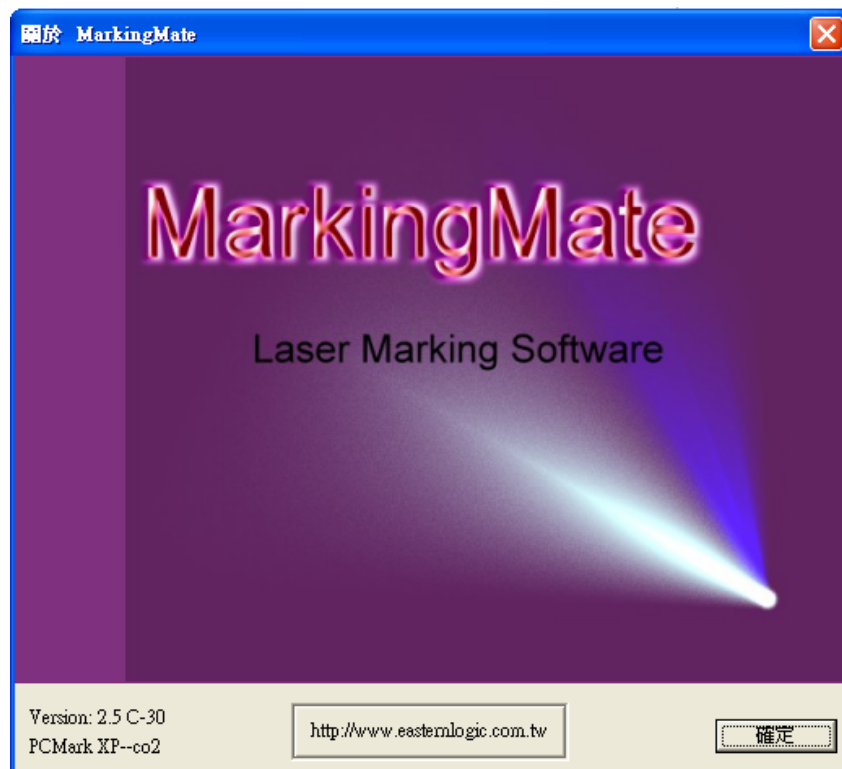 關於 MarkingMate
MarkingMate
Laser Marking Software
Version: 2.5 C-30
PCMark XP--co2
http://www.easternlogic.com.tw
確定